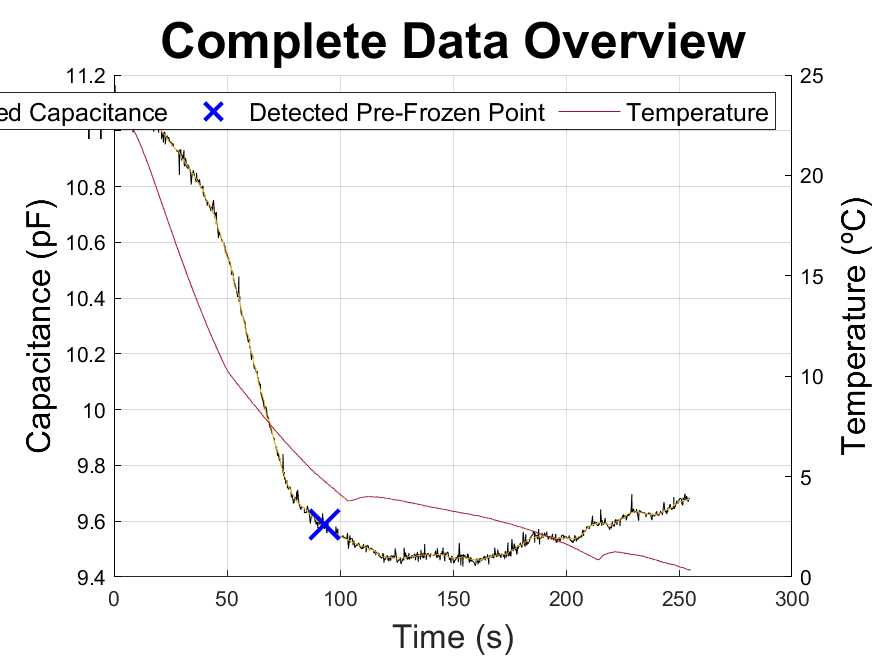 Complete Data Overview
ed Capacitance Detected Pre-Frozen Point Temperature
11.2
11
10.8
10.6
10.4
10.2
10
9.8
9.6
9.4
Capacitance (pF)
25
20
15
10
5
0
Temperature (ºC)
0 50 100 150 200 250 300
Time (s)